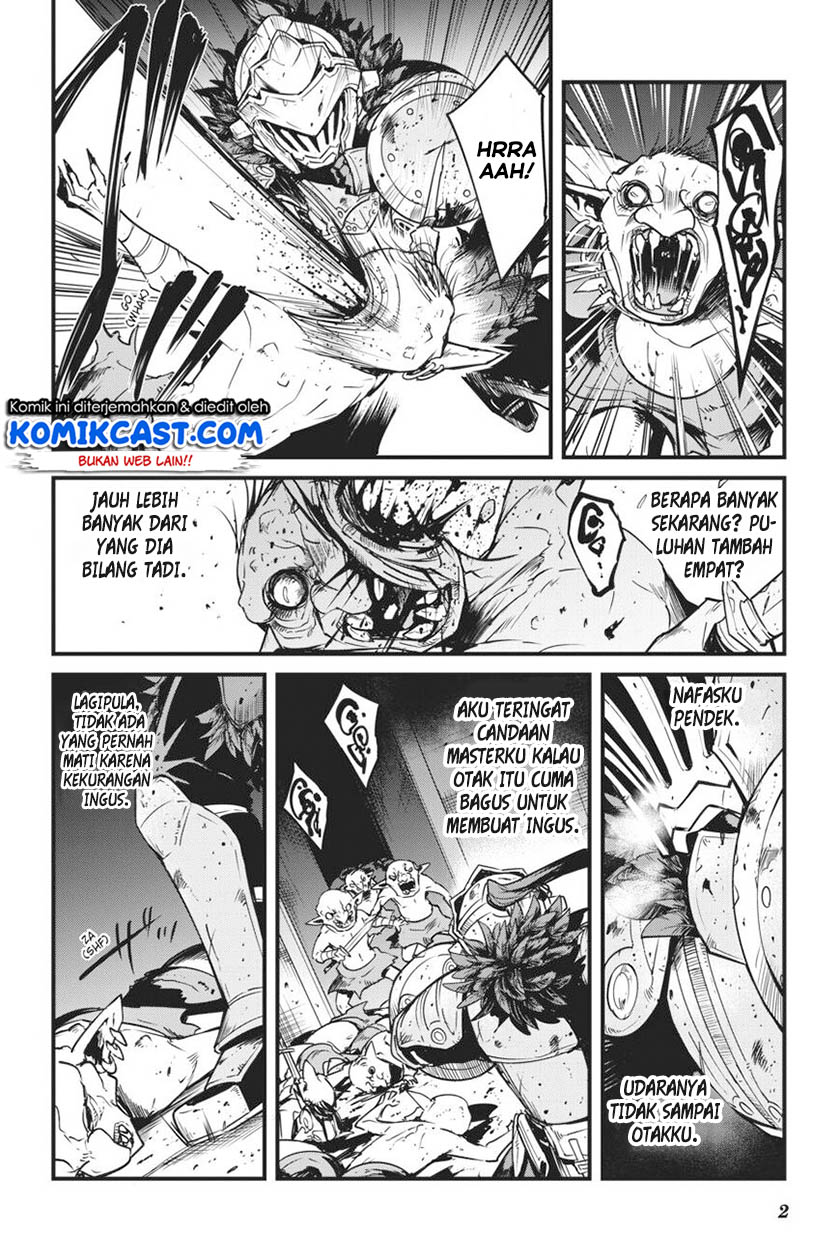 HRRA
AAH!
GO
(WHAK)
Komik ini diterjemahkan & diedit oleh
KOMIKCAST.COM
BUKAN WEB LAIN!!
BERAPA BANYAK
SEKARANG? PU-
LUHAN TAMBAH
EMPAT?
JAUH LEBIH
BANYAK DARI
YANG DIA
BILANG TADI.
NAFASKU
PENDEK.
UDARANYA
TIDAK SAMPAI
OTAKKU.
AKU TERINGAT
CANDAAN
MASTERKU KALAU
OTAK ITU CUMA
BAGUS UNTUK
MEMBUAT INGUS.
LAGIPULA,
TIDAK ADA
YANG PERNAH
MATI KARENA
KEKURANGAN
INGUS.
ZA
(SHF)
2